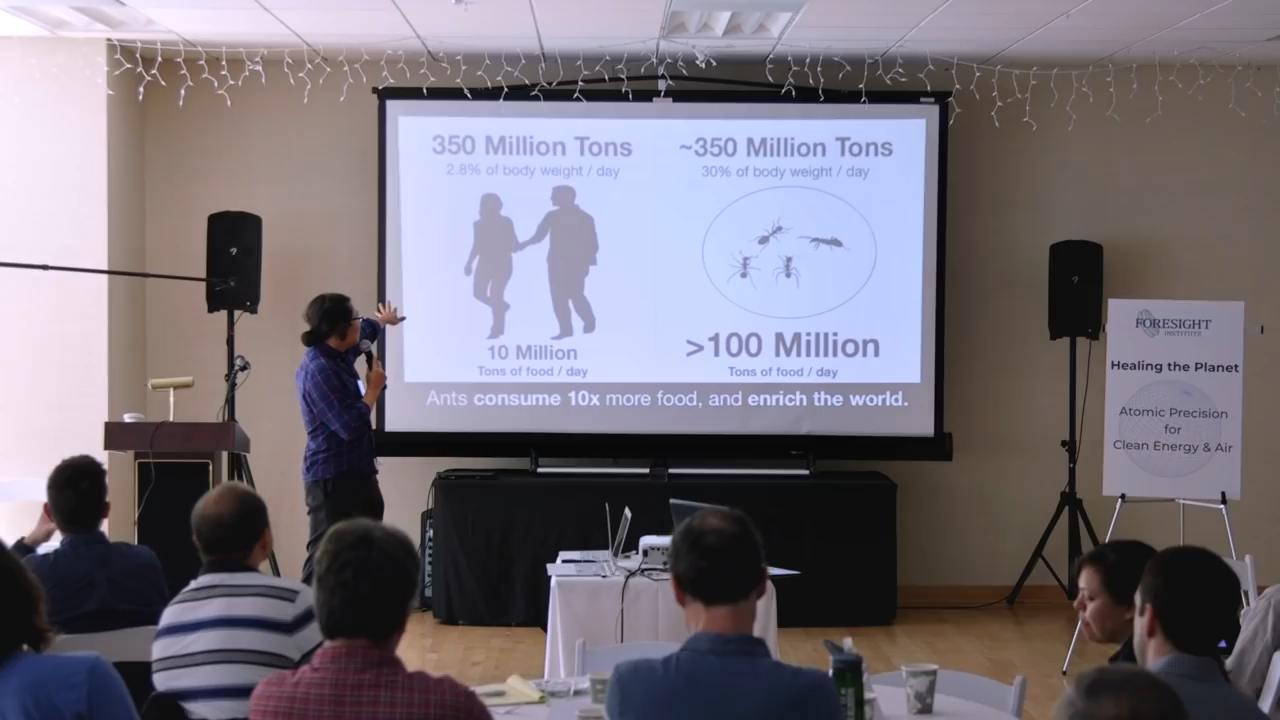 350 Million Tons
2.8% of body weight / day
10 Million
Tons of food / day
~350 Million Tons
30% of body weight / day
>100 Million
Tons of food / day
Ants consume 10x more food, and enrich the world.
FORESIGHT
INSTITUTE
Healing the Planet
Atomic Precision
for
Clean Energy & Air